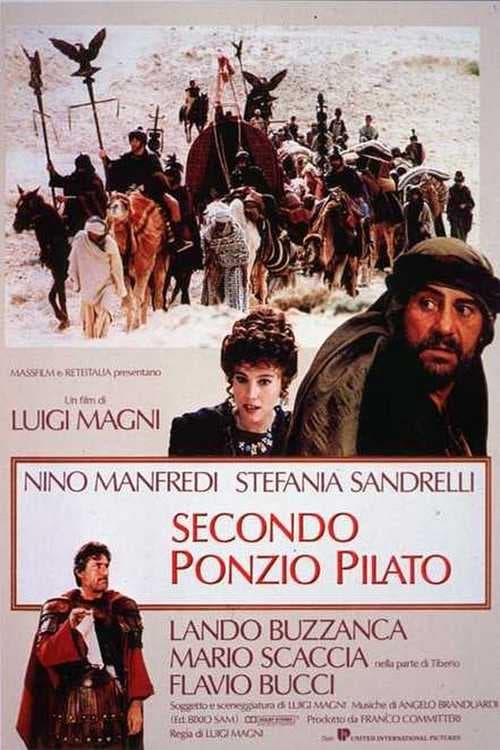 MASSFILM e RETEITALIA presentano
Un film di
LUIGI MAGNI
NINO MANFREDI STEFANIA SANDRELLI
SECONDO
PONZIO PILATO
LANDO BUZZANCA
MARIO SCACCIA nella parte di Tiberio
FLAVIO BUCCI
Soggetto e sceneggiatura di LUIGI MAGNI Musiche di ANGELO BRANDUARDI
(Ed. BIXIO SAM) DOLBY STEREO Prodotto da FRANCO COMMITTERI
Regia di LUIGI MAGNI
UNITED INTERNATIONAL PICTURES